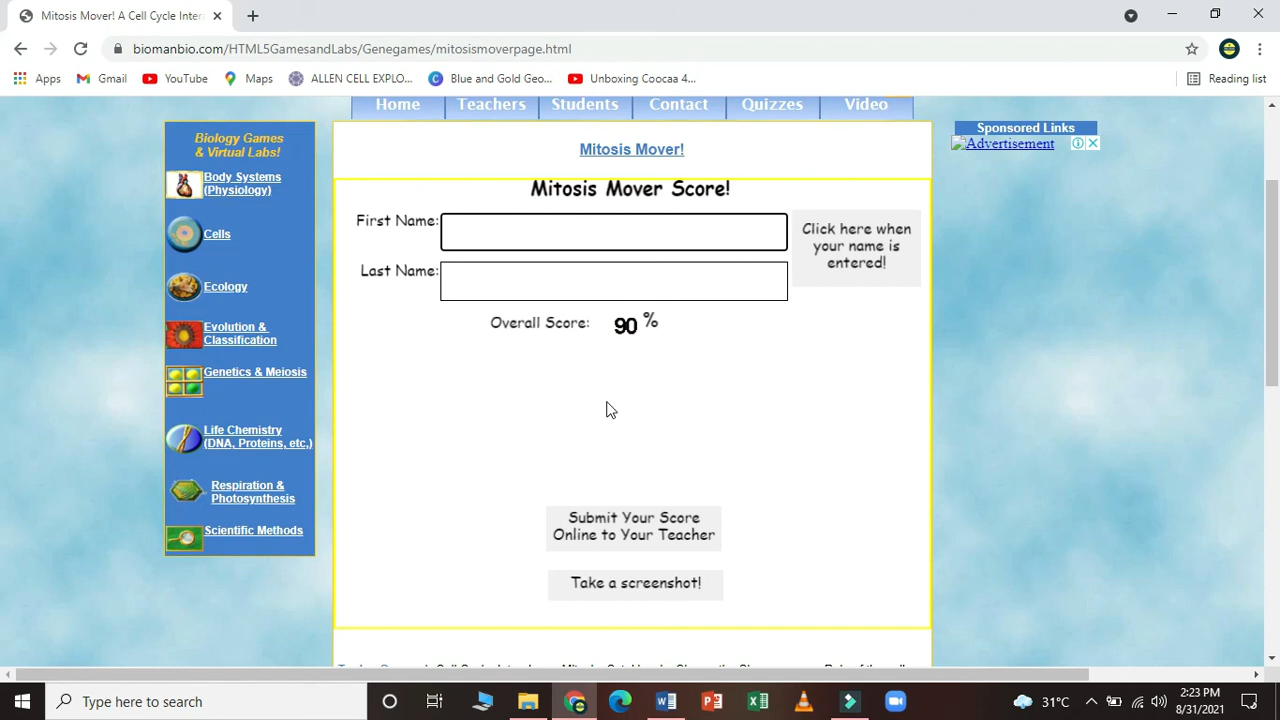 Mitosis Mover! A Cell Cycle Inter
biomanbio.com/HTML5GamesandLabs/Genegames/mitosismoverpage.html
Apps
Gmail
YouTube
Maps
ALLEN CELL EXPLO...
Blue and Gold Geo...
Unboxing Coocaa 4...
Reading list
Home
Teachers
Students
Contact
Quizzes
Video
Biology Games
& Virtual Labs!
Body Systems
(Physiology)
Cells
Ecology
Evolution &
Classification
Genetics & Meiosis
Life Chemistry
(DNA, Proteins, etc,)
Respiration &
Photosynthesis
Scientific Methods
Mitosis Mover!
Mitosis Mover Score!
First Name:
Last Name:
Click here when
your name is
entered!
Overall Score: 90 %
Submit Your Score
Online to Your Teacher
Take a screenshot!
Sponsored Links
Advertisement
Type here to search
31°C
2:23 PM
8/31/2021